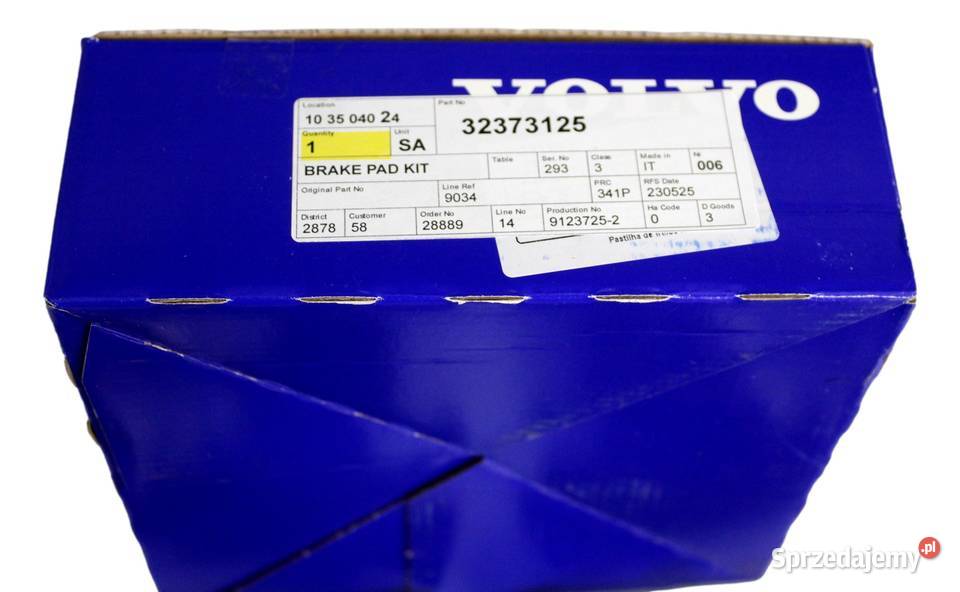 VOLVO
Location
10 35 040 24
Part No
32373125
Quantity
1
Unit
SA
BRAKE PAD KIT
Table
Ser. No
293
Class
3
Made in
IT
N
006
Original Part No
Line Ref
9034
PRC
341P
RFS Date
230525
District
2878
Customer
58
Order No
28889
Line No
14
Production No
9123725-2
Ha Code
0
D Goods
3
Pastilha de
Sprzedajemy.pl